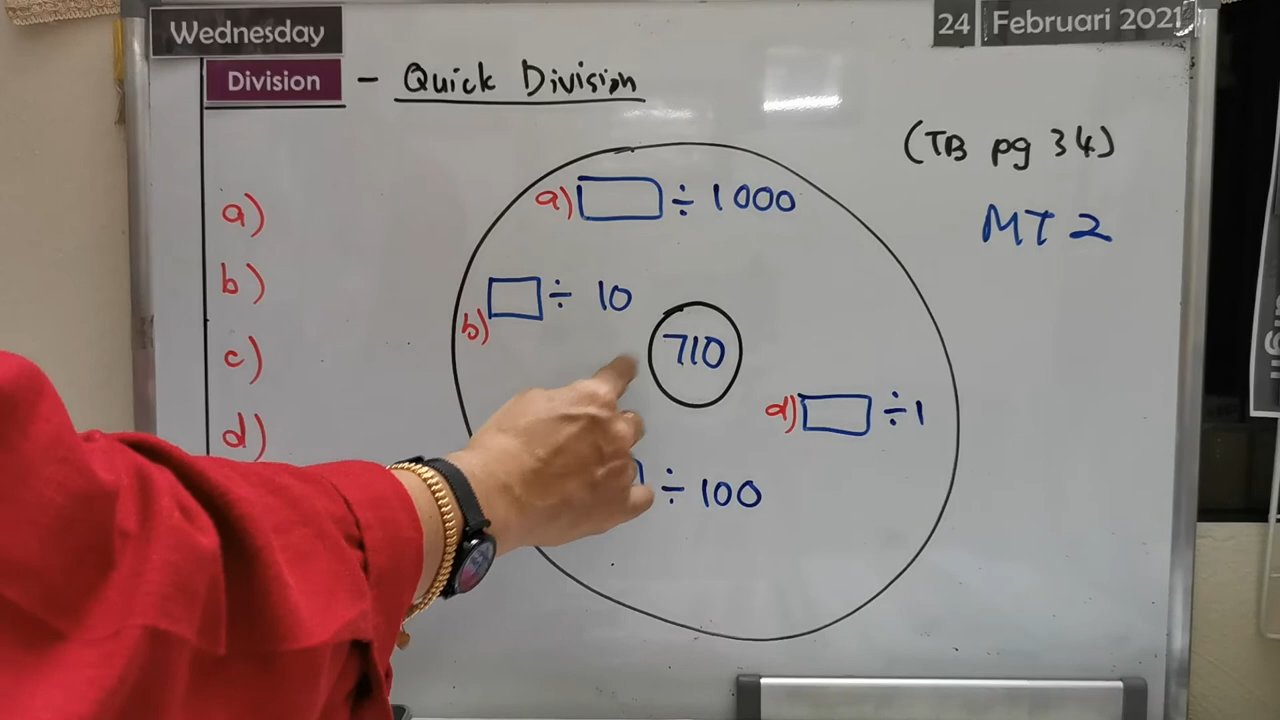 Wednesday
24 Februari 2021
Division - Quick Division
(TB pg 34)
MT 2
a)
b)
c)
d)
a) ÷ 1000
b) ÷ 10
710
d) ÷ 1
÷ 100